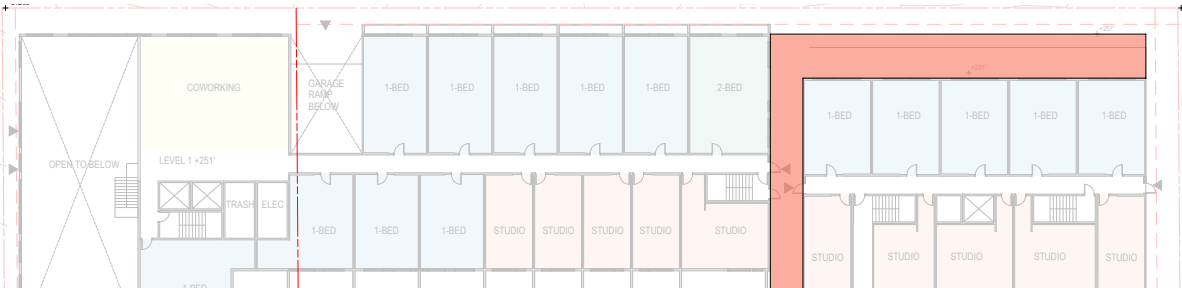 +257'
+255'
COWORKING
GARAGE
RAMP
BELOW
1-BED
1-BED
1-BED
1-BED
1-BED
2-BED
1-BED
1-BED
1-BED
1-BED
1-BED
OPEN TO BELOW
LEVEL 1 +251'
TRASH
ELEC
1-BED
1-BED
1-BED
STUDIO
STUDIO
STUDIO
STUDIO
STUDIO
STUDIO
STUDIO
STUDIO
STUDIO
STUDIO
1-BED